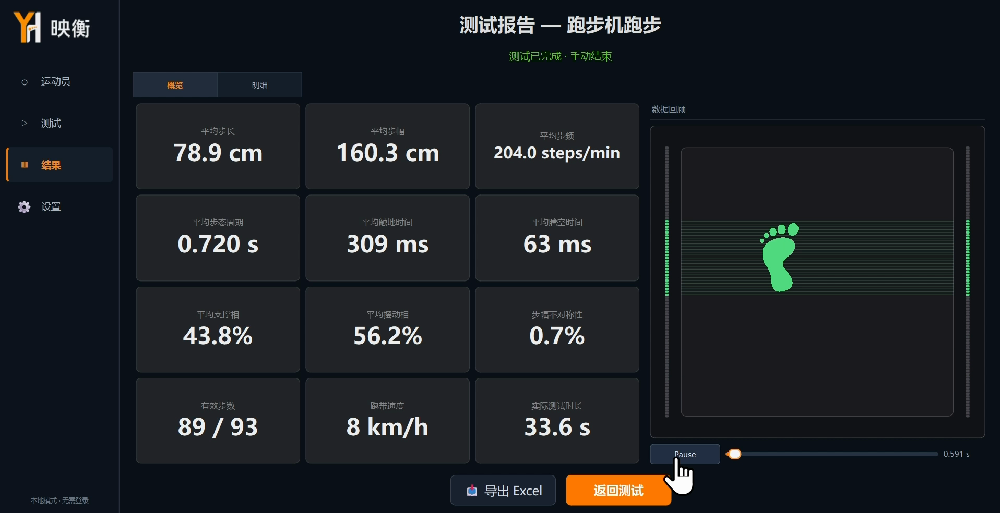 映衡
运动员
测试
结果
设置
本地模式 · 无需登录
测试报告 — 跑步机跑步
测试已完成 · 手动结束
概览
明细
平均步长
78.9 cm
平均步幅
160.3 cm
平均步频
204.0 steps/min
平均步态周期
0.720 s
平均触地时间
309 ms
平均腾空时间
63 ms
平均支撑相
43.8%
平均摆动相
56.2%
步幅不对称性
0.7%
有效步数
89 / 93
跑带速度
8 km/h
实际测试时长
33.6 s
数据回顾
Pause
0.591 s
导出 Excel
返回测试